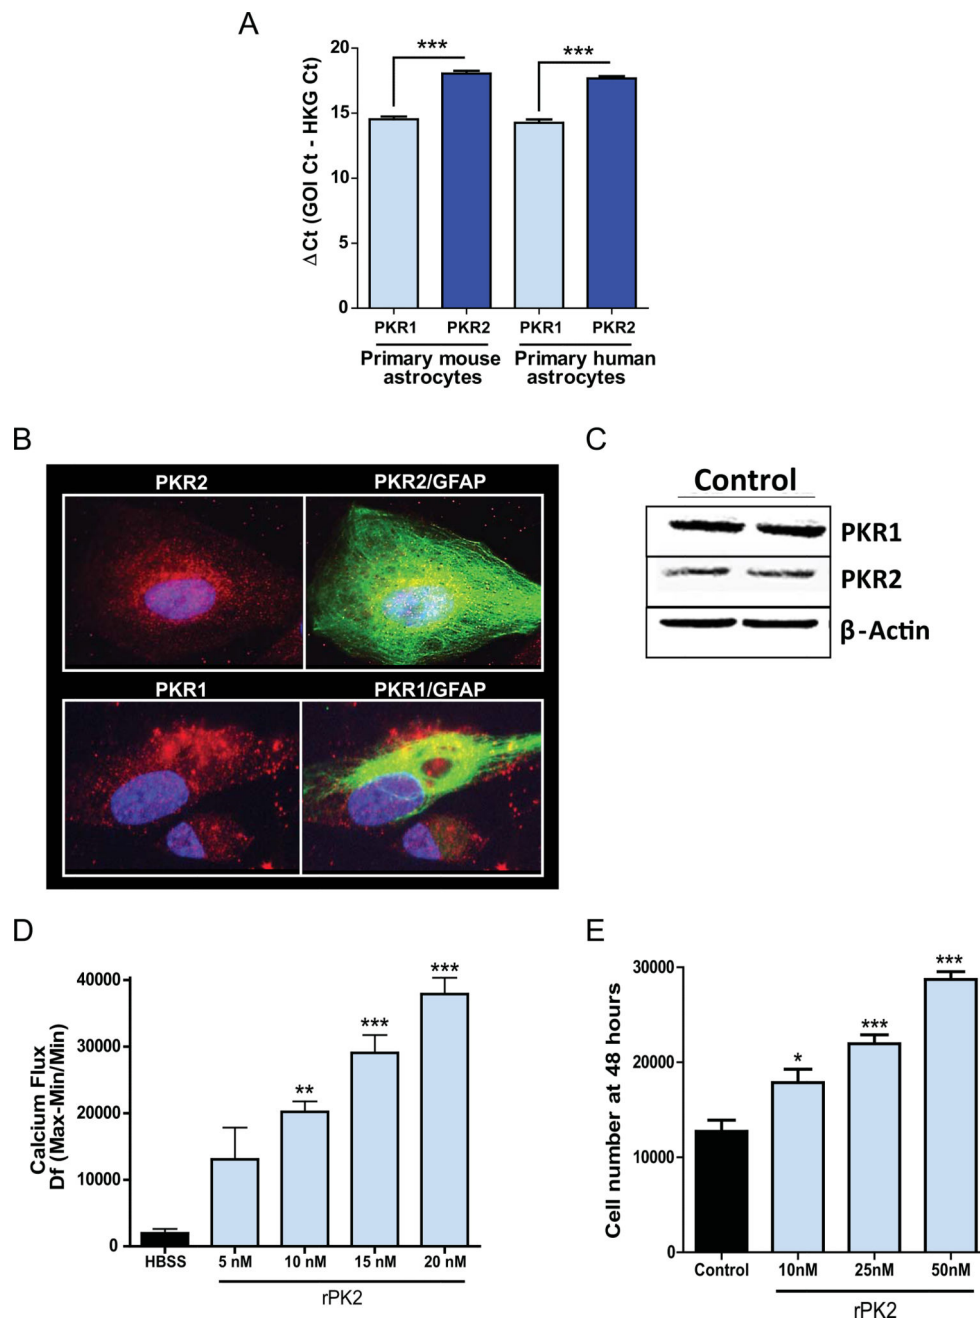 A
ΔCt (GOI Ct - HKG Ct)
20
15
10
5
0
***
***
PKR1
PKR2
PKR1
PKR2
Primary mouse
astrocytes
Primary human
astrocytes
B
PKR2
PKR2/GFAP
PKR1
PKR1/GFAP
C
Control
PKR1
PKR2
β-Actin
D
Calcium Flux
Df (Max-Min/Min)
40000
30000
20000
10000
0
**
***
***
HBSS
5 nM
10 nM
15 nM
20 nM
rPK2
E
Cell number at 48 hours
30000
20000
10000
0
*
***
***
Control
10nM
25nM
50nM
rPK2